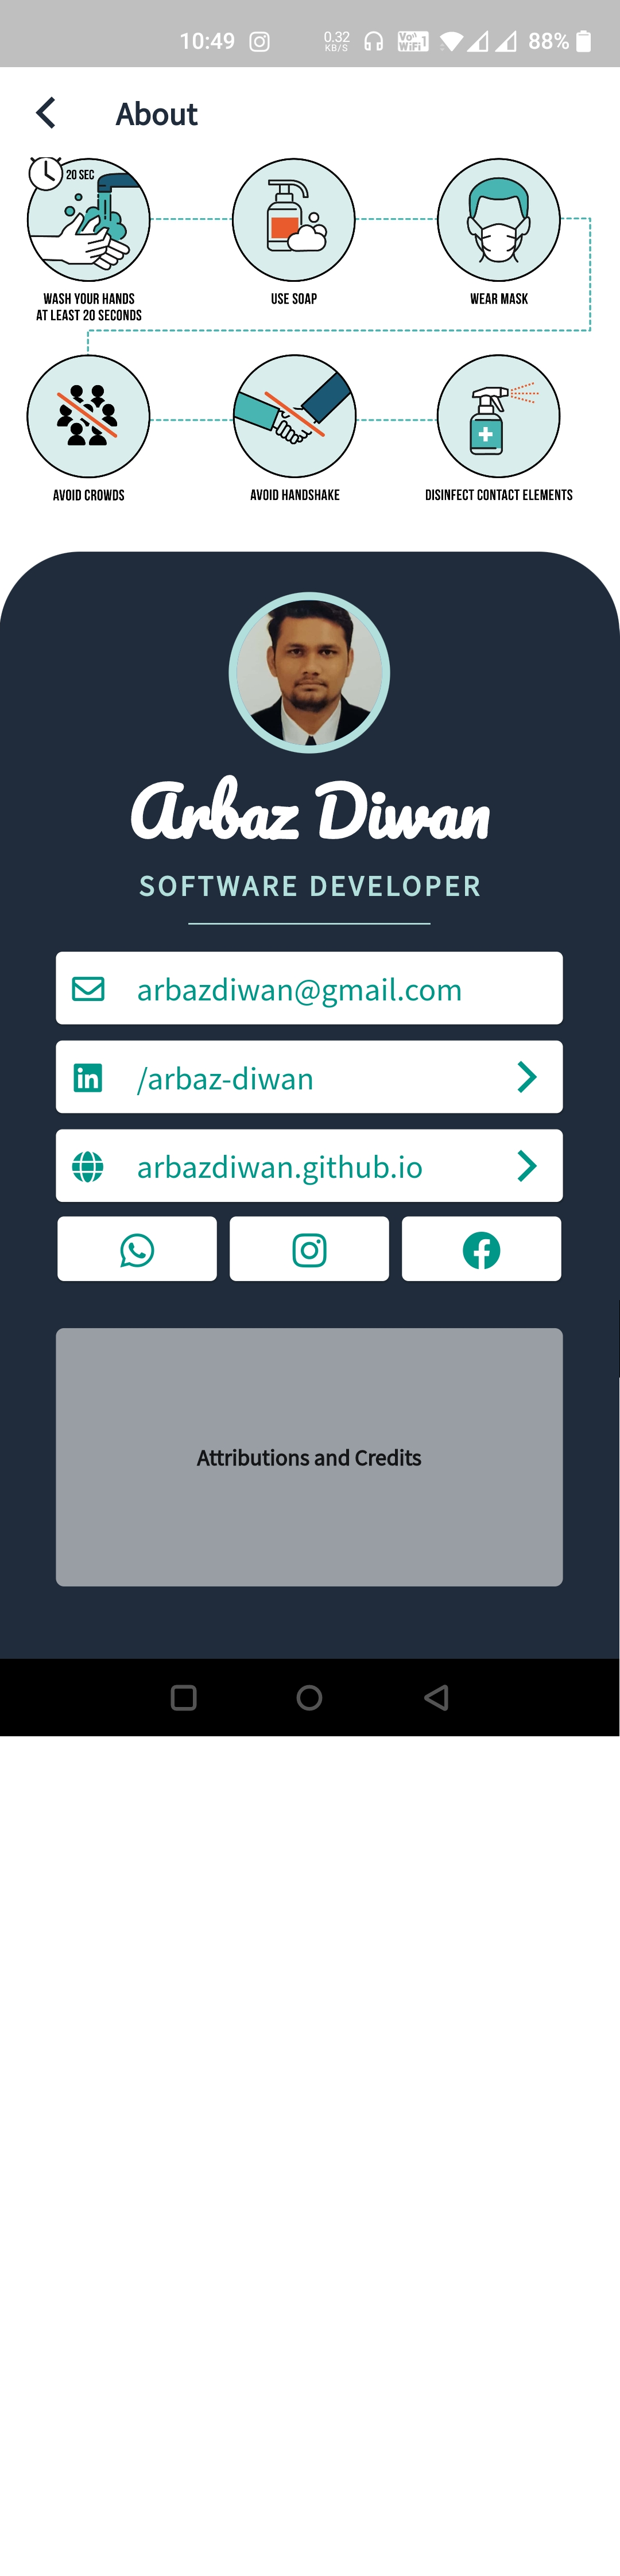 10:49
0.32
KB/S
Vo
WiFi 1
88%
About
20 SEC
WASH YOUR HANDS
AT LEAST 20 SECONDS
USE SOAP
WEAR MASK
AVOID CROWDS
AVOID HANDSHAKE
DISINFECT CONTACT ELEMENTS
Arbaz Diwan
SOFTWARE DEVELOPER
arbazdiwan@gmail.com
in
/arbaz-diwan
arbazdiwan.github.io
Attributions and Credits